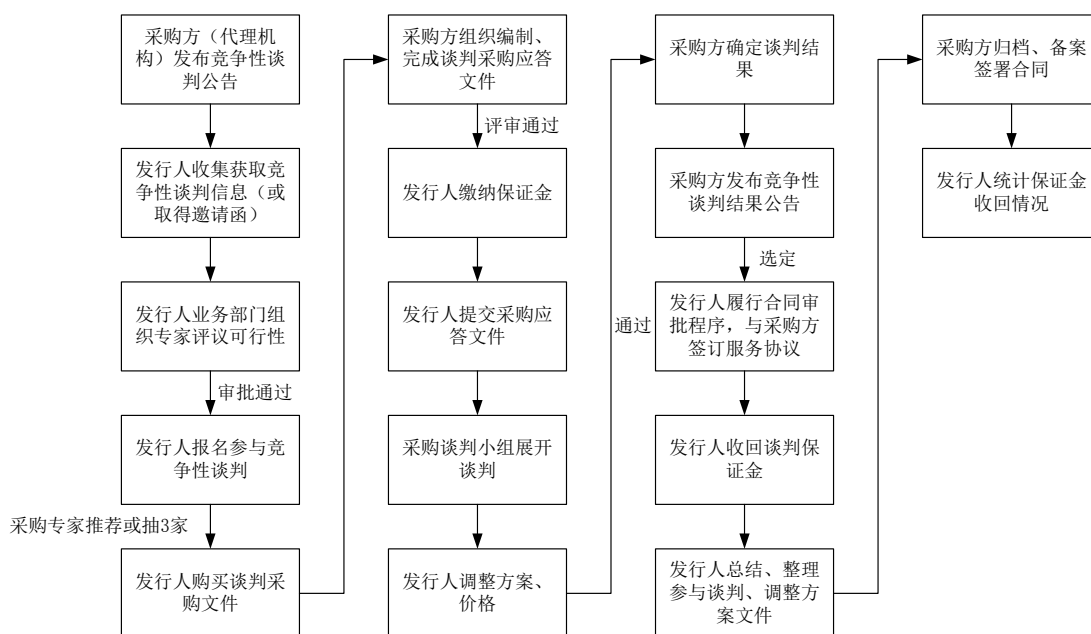 采购方（代理机
构）发布竞争性谈
判公告
发行人收集获取竞
争性谈判信息（或
取得邀请函）
发行人业务部门组
织专家评议可行性
审批通过
发行人报名参与竞
争性谈判
采购专家推荐或抽3家
发行人购买谈判采
购文件
采购方组织编制、
完成谈判采购应答
文件
评审通过
发行人缴纳保证金
发行人提交采购应
答文件
采购谈判小组展开
谈判
发行人调整方案、
价格
通过
采购方确定谈判结
果
采购方发布竞争性
谈判结果公告
选定
发行人履行合同审
批程序，与采购方
签订服务协议
发行人收回谈判保
证金
发行人总结、整理
参与谈判、调整方
案文件
采购方归档、备案
签署合同
发行人统计保证金
收回情况